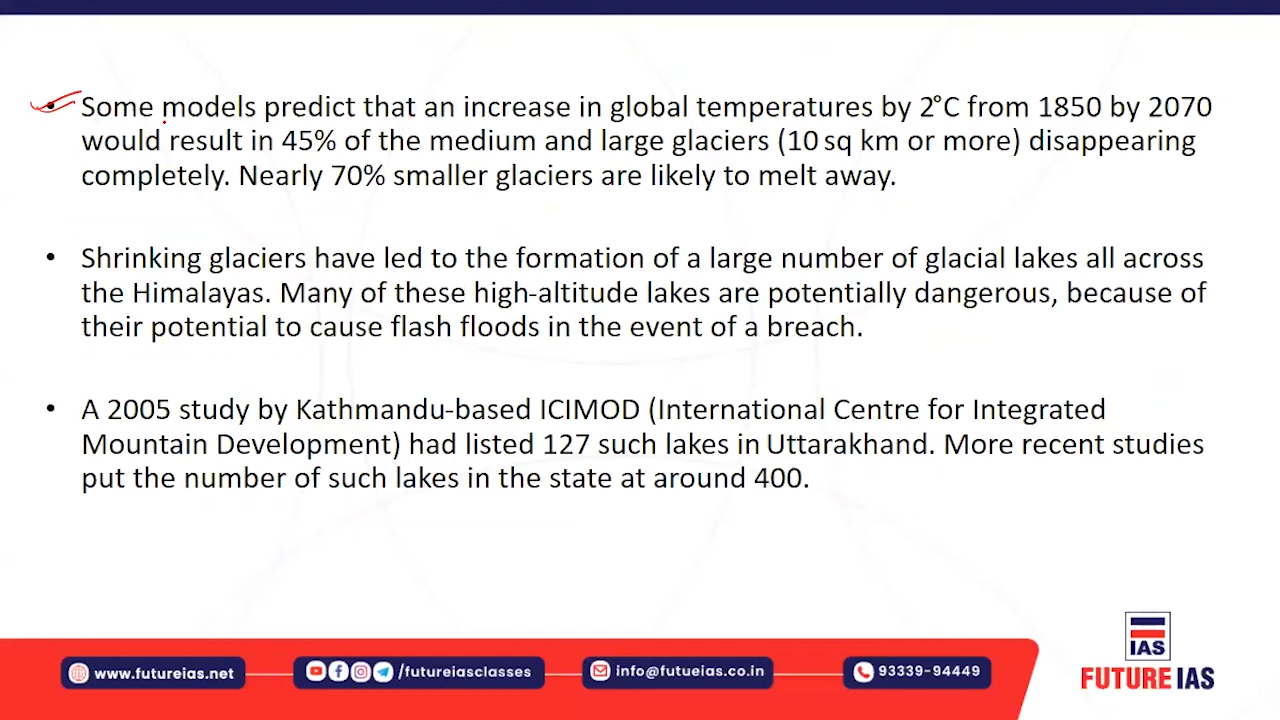 • Some models predict that an increase in global temperatures by 2°C from 1850 by 2070
would result in 45% of the medium and large glaciers (10 sq km or more) disappearing
completely. Nearly 70% smaller glaciers are likely to melt away.
• Shrinking glaciers have led to the formation of a large number of glacial lakes all across
the Himalayas. Many of these high-altitude lakes are potentially dangerous, because of
their potential to cause flash floods in the event of a breach.
• A 2005 study by Kathmandu-based ICIMOD (International Centre for Integrated
Mountain Development) had listed 127 such lakes in Uttarakhand. More recent studies
put the number of such lakes in the state at around 400.
IAS
www.futureias.net
/futureiasclasses
info@futueias.co.in
93339-94449
FUTURE IAS